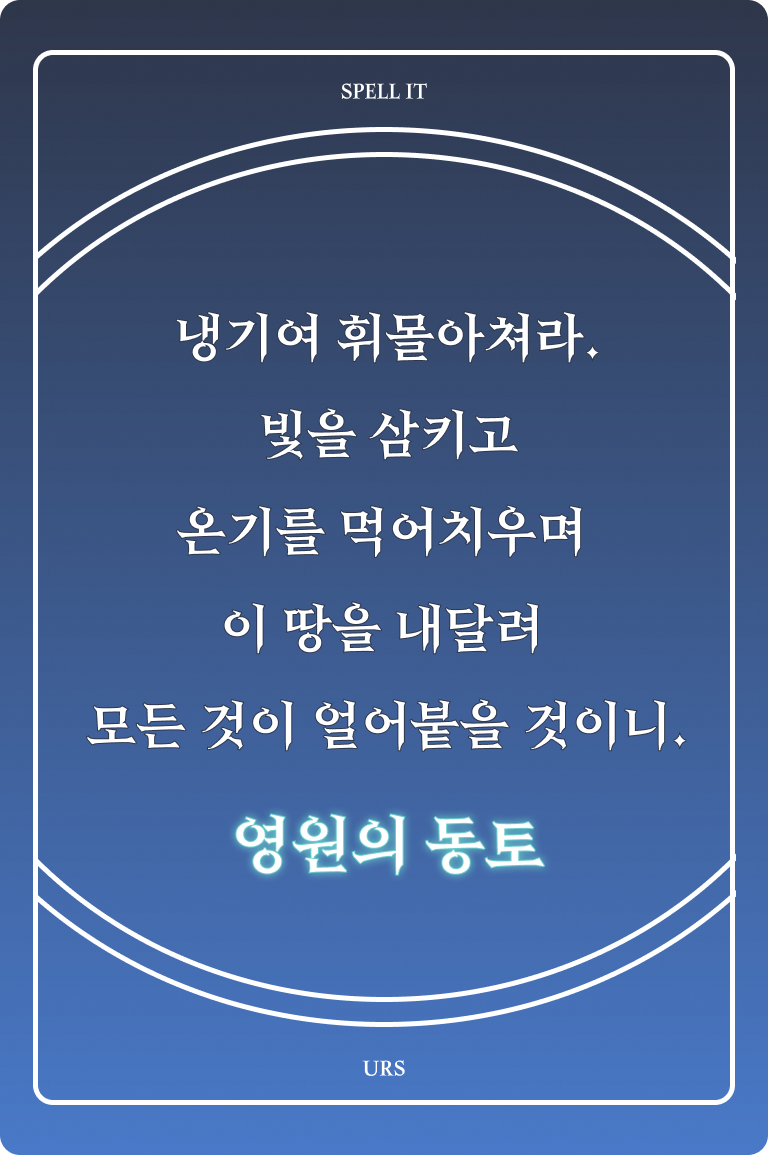 SPELL IT
냉기여 휘몰아쳐라.
빛을 삼키고
온기를 먹어치우며
이 땅을 내달려
모든 것이 얼어붙을 것이니.
영원의 동토
URS